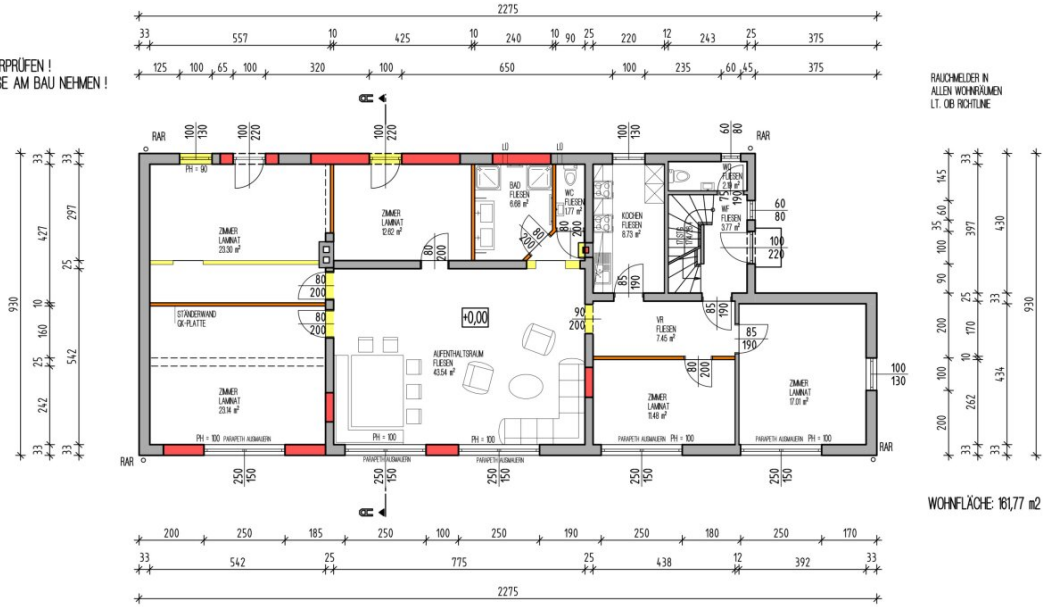 2275
33 557 10 425 10 240 10 90 25 220 12 243 25 375
125 100 65 100 320 100 650 100 235 60 45 375
RPRÜFEN !
SE AM BAU NEHMEN !
RAUCHMELDER IN
ALLEN WOHNRÄUMEN
LT. OIB RICHTLINIE
A
RAR
100
130
100
220
100
220
LÜ
LÜ
100
130
60
80
RAR
PH = 90
ZIMMER
LAMINAT
23.30 m²
ZIMMER
LAMINAT
12.62 m²
BAD
FLIESEN
6.68 m²
WC
FLIESEN
1.77 m²
KOCHEN
FLIESEN
8.73 m²
WC
FLIESEN
75
190
WF
FLIESEN
3.77 m²
60
80
100
220
80
200
80
200
80
200
80
200
80
200
90
200
85
190
85
190
85
190
+0,00
STÄNDERWAND
GK-PLATTE
AUFENTHALTSRAUM
FLIESEN
43.54 m²
VR
FLIESEN
7.45 m²
80
200
ZIMMER
LAMINAT
23.14 m²
ZIMMER
LAMINAT
11.48 m²
ZIMMER
LAMINAT
17.01 m²
100
130
PH = 100 PARAPETH AUSMAUERN
PH = 100
PH = 100
PARAPETH AUSMAUERN PH = 100
PARAPETH AUSMAUERN PH = 100
PARAPETH AUSMAUERN
PARAPETH AUSMAUERN
RAR
RAR
250
150
250
150
250
150
250
150
250
150
A
930
33 427 10 160 25 242 33
33 297 25 542 33
145 60 35 100 90 200 100 200
33 397 25 170 10 262 33
33 430 33 434 33
930
WOHNFLÄCHE: 161,77 m2
200 250 185 250 100 250 190 250 180 250 170
33 542 25 775 25 438 12 392 33
2275